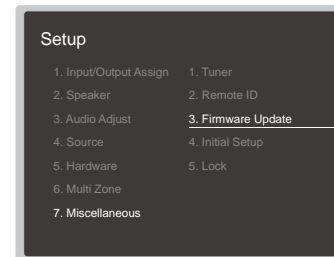 Setup
1. Input/Output Assign
2. Speaker
3. Audio Adjust
4. Source
5. Hardware
6. Multi Zone
7. Miscellaneous
1. Tuner
2. Remote ID
3. Firmware Update
4. Initial Setup
5. Lock